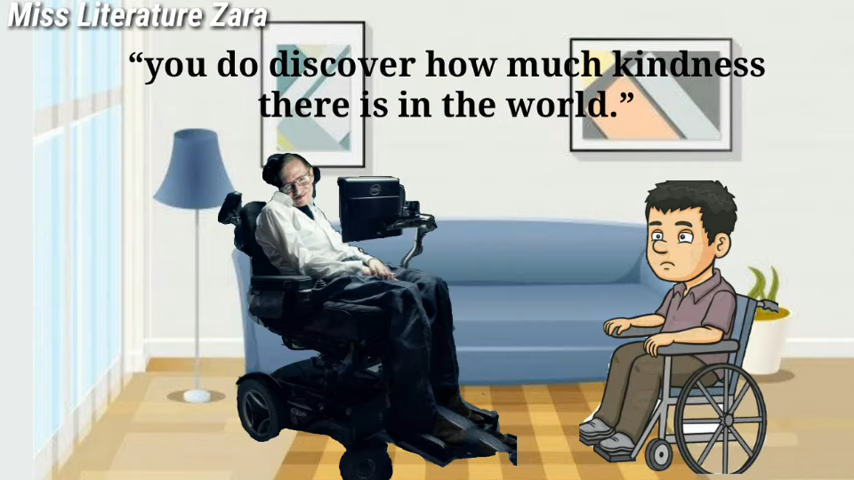 Miss Literature Zara
“you do discover how much kindness
there is in the world.”